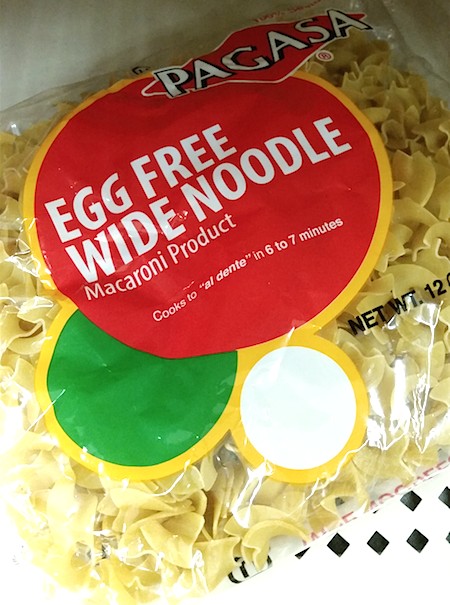 PAGASA
®
EGG FREE
WIDE NOODLE
Macaroni Product
Cooks to "al dente" in 6 to 7 minutes
NET WT. 12